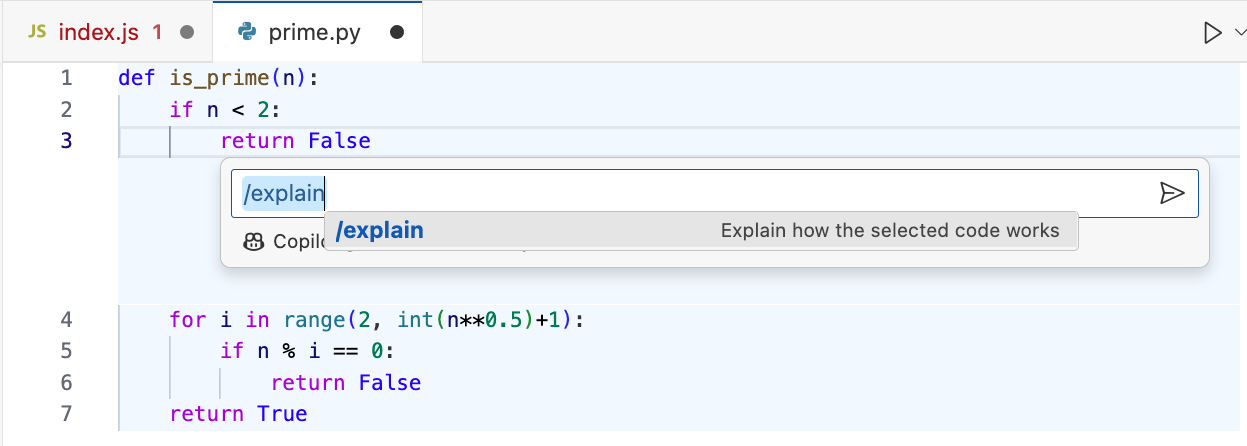 JS index.js 1 ● prime.py ●
1 def is_prime(n):
2     if n < 2:
3         return False
/explain
/explain Explain how the selected code works
4     for i in range(2, int(n**0.5)+1):
5         if n % i == 0:
6             return False
7     return True